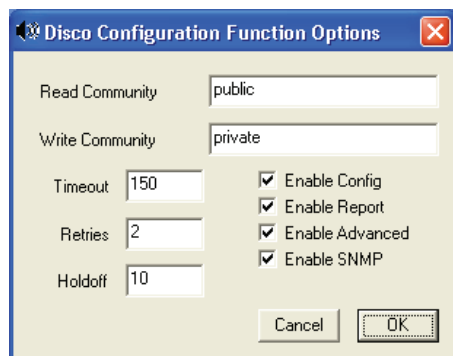 Disco Configuration Function Options
Read Community public
Write Community private
Timeout 150
Retries 2
Holdoff 10
Enable Config
Enable Report
Enable Advanced
Enable SNMP
Cancel OK